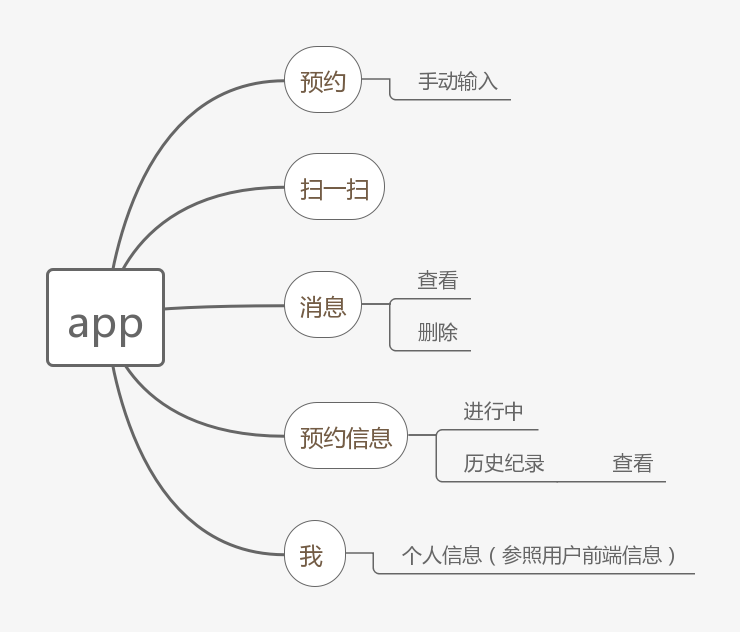 app
预约
手动输入
扫一扫
消息
查看
删除
预约信息
进行中
历史纪录
查看
我
个人信息（参照用户前端信息）